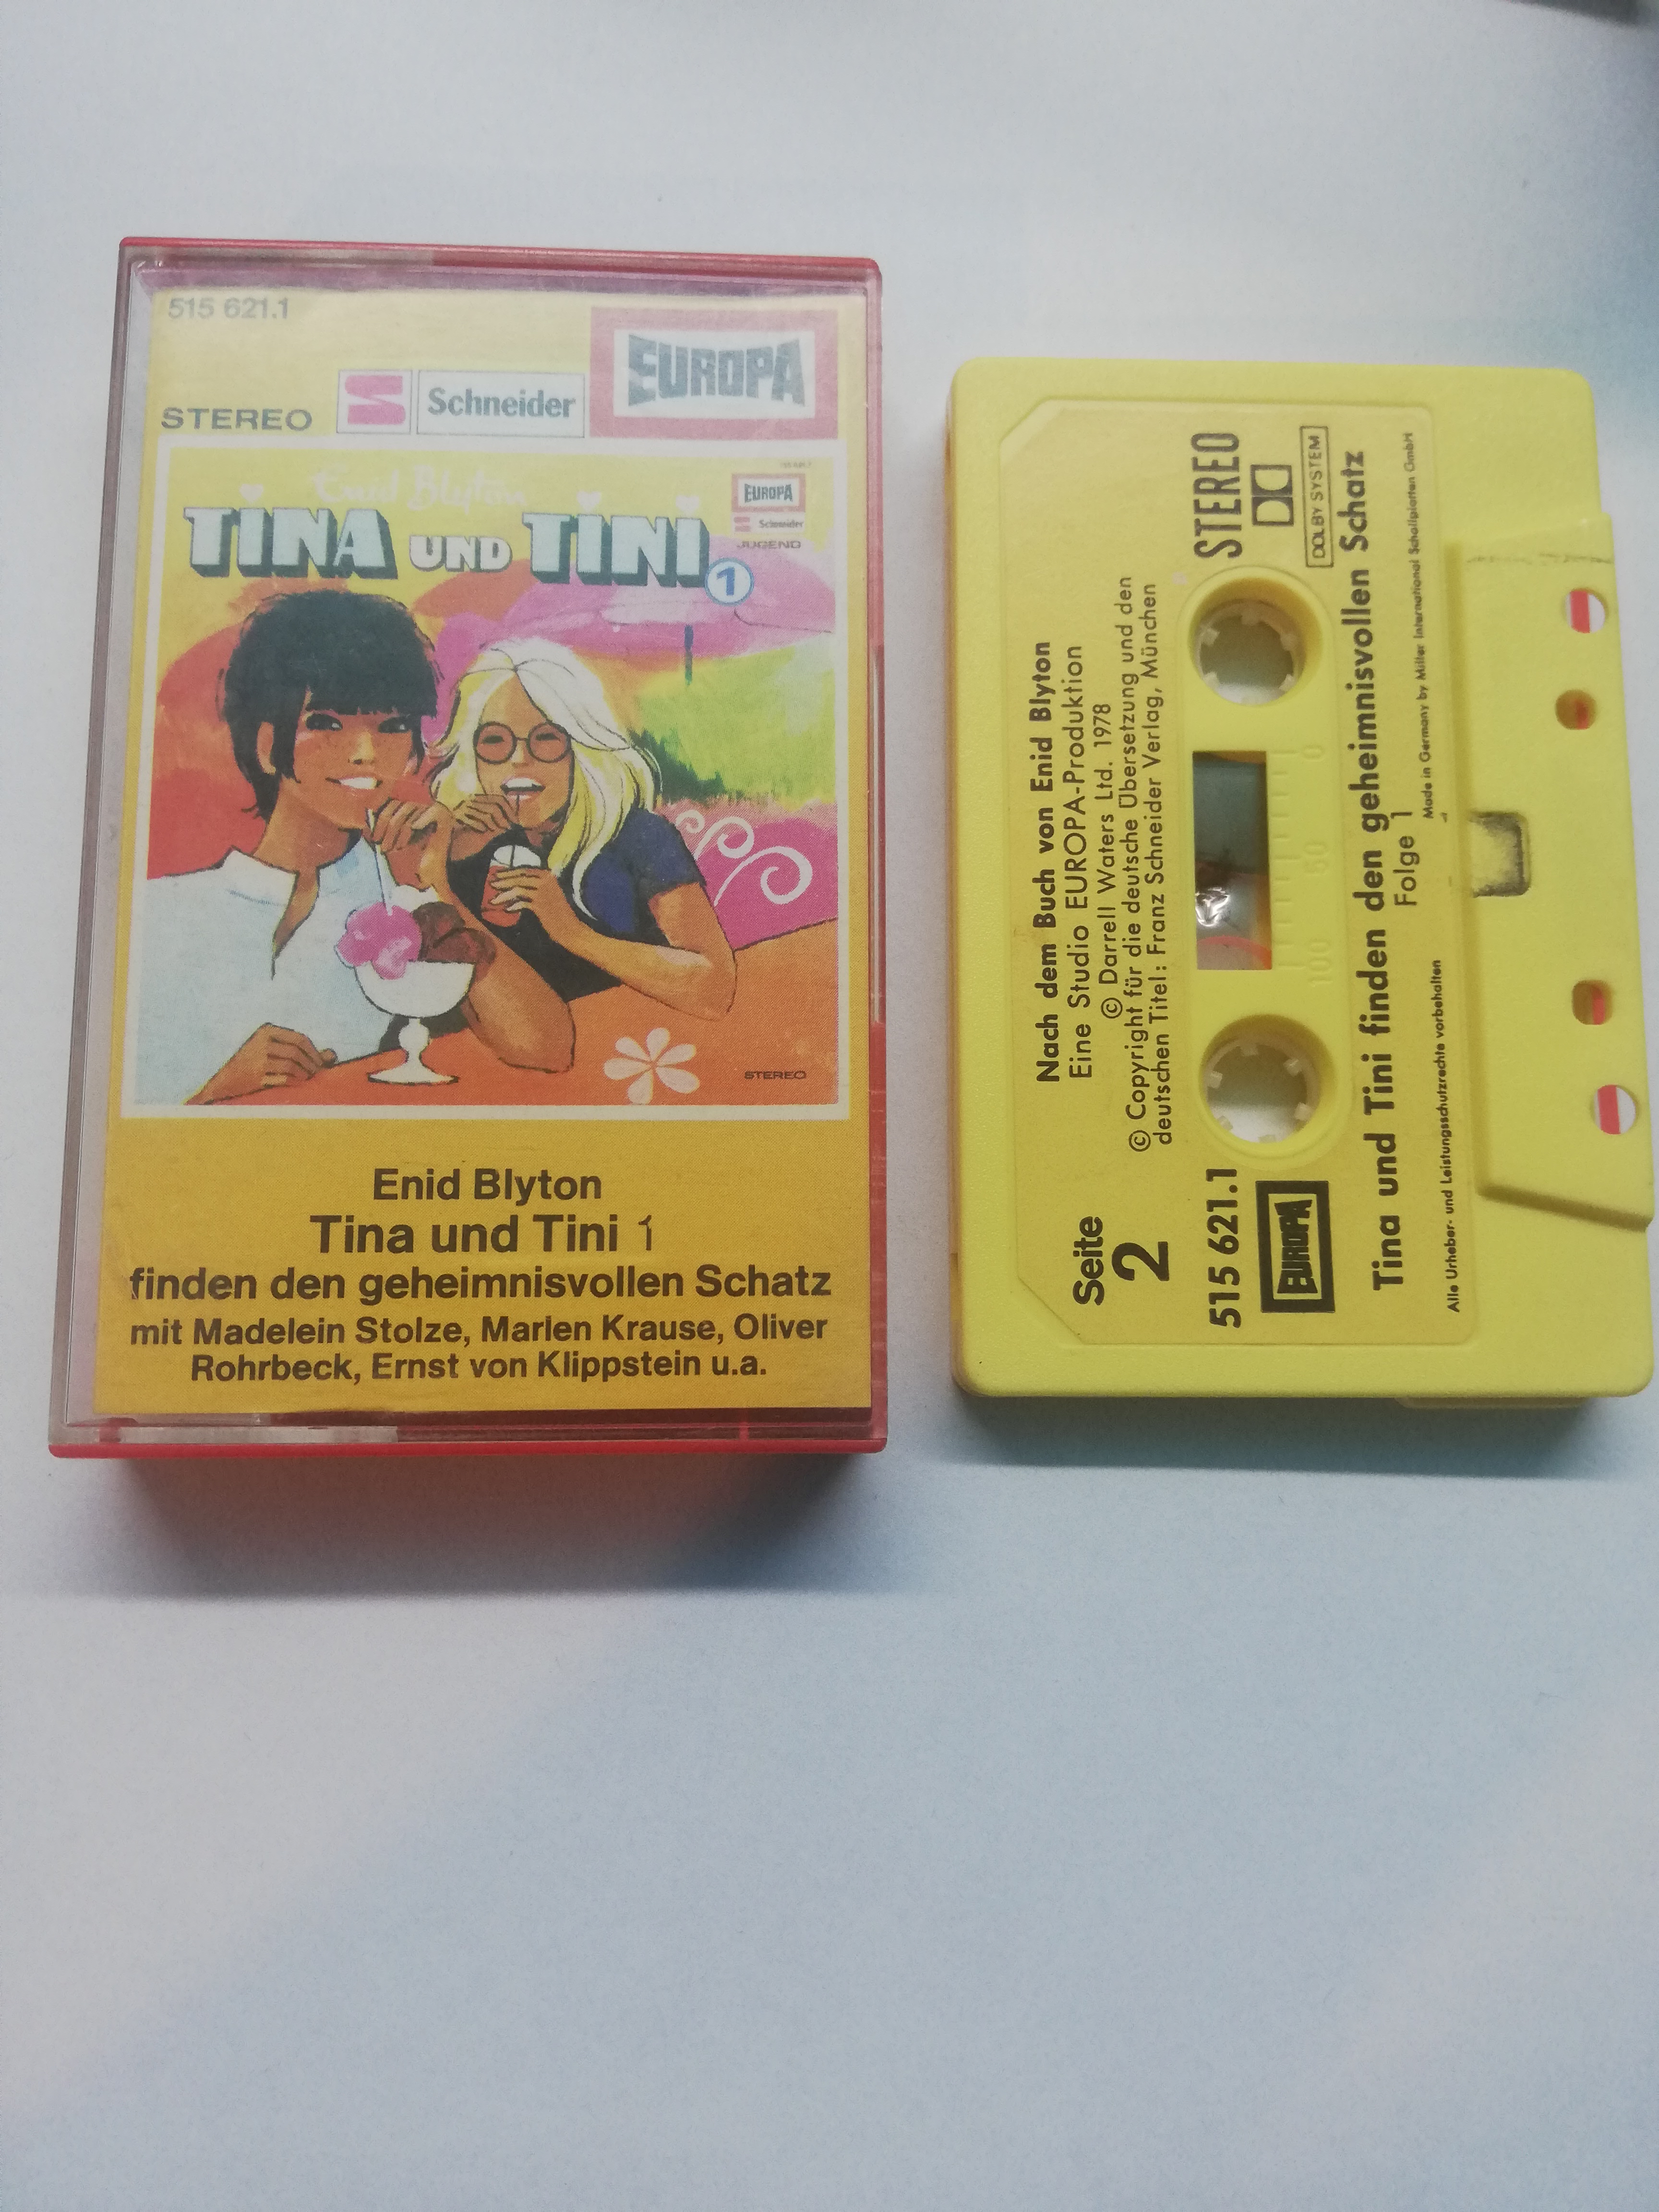 515 621.1
STEREO
Schneider
EUROPA
Enid Blyton
TINA UND TINI
1
EUROPA
Schneider
JUGEND
STEREO
Enid Blyton
Tina und Tini 1
finden den geheimnisvollen Schatz
mit Madelein Stolze, Marlen Krause, Oliver
Rohrbeck, Ernst von Klippstein u.a.
Nach dem Buch von Enid Blyton
Eine Studio EUROPA-Produktion
© Darrell Waters Ltd. 1978
© Copyright für die deutsche Übersetzung und den
deutschen Titel: Franz Schneider Verlag, München
Seite
2
515 621.1
EUROPA
STEREO
DOLBY SYSTEM
100 50 0
Tina und Tini finden den geheimnisvollen Schatz
Folge 1
Alle Urheber- und Leistungsschutzrechte vorbehalten
Made in Germany by Miller International Schallplatten GmbH